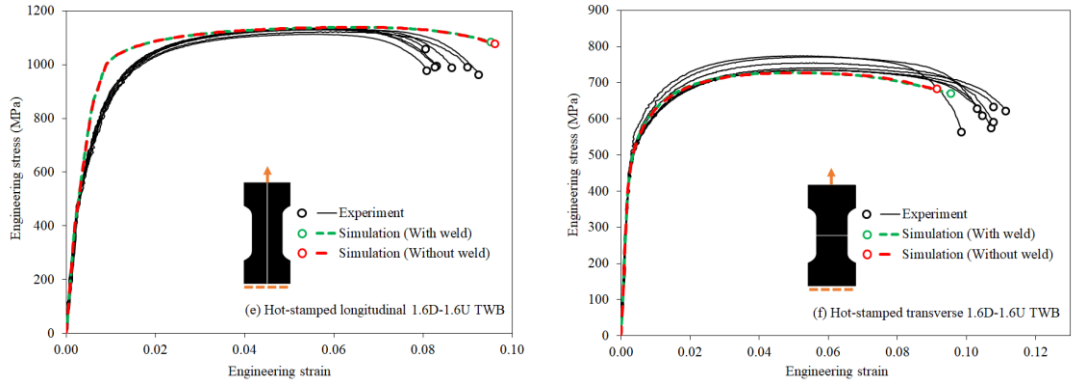 1200
1000
800
600
400
200
0
Engineering stress (MPa)
Experiment
Simulation (With weld)
Simulation (Without weld)
(e) Hot-stamped longitudinal 1.6D-1.6U TWB
0.00 0.02 0.04 0.06 0.08 0.10
Engineering strain
900
800
700
600
500
400
300
200
100
0
Engineering stress (MPa)
Experiment
Simulation (With weld)
Simulation (Without weld)
(f) Hot-stamped transverse 1.6D-1.6U TWB
0.00 0.02 0.04 0.06 0.08 0.10 0.12
Engineering strain